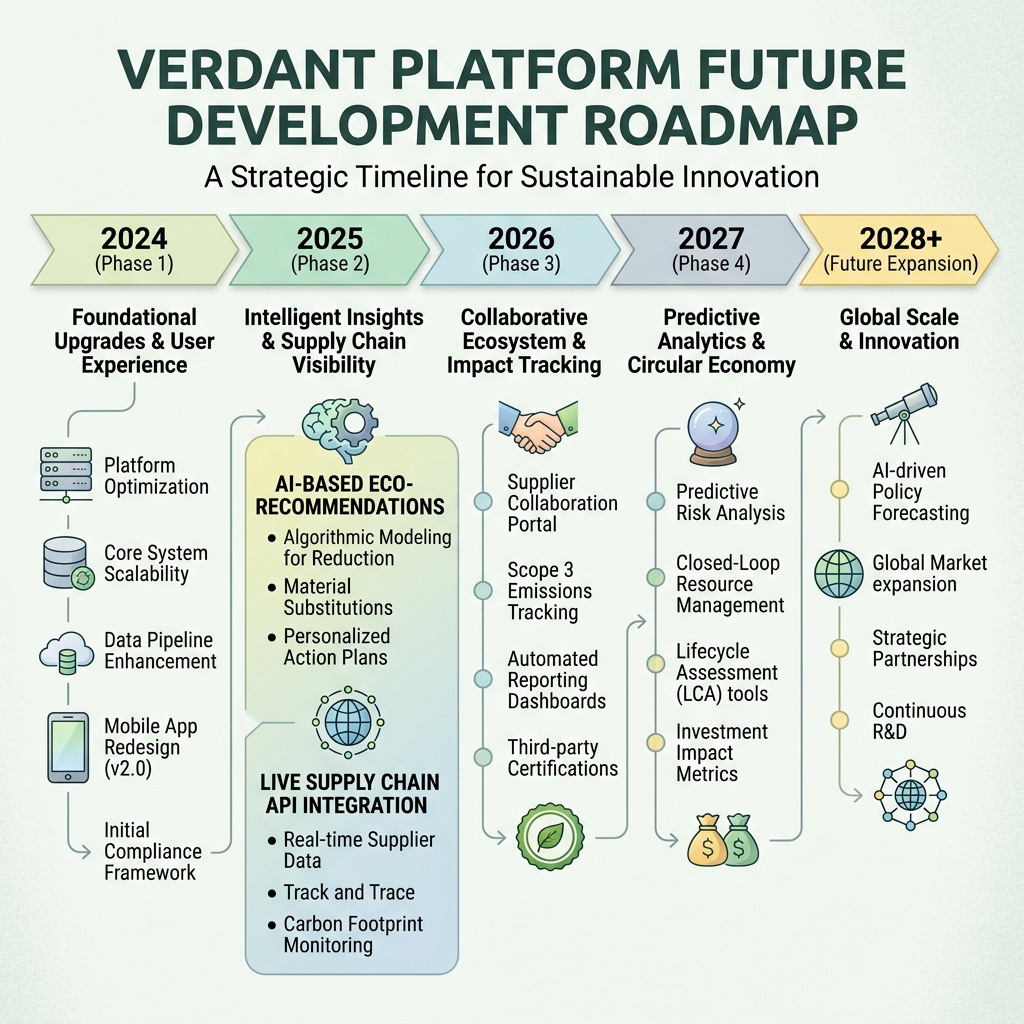 VERDANT PLATFORM FUTURE
DEVELOPMENT ROADMAP
A Strategic Timeline for Sustainable Innovation
2024
(Phase 1)
2025
(Phase 2)
2026
(Phase 3)
2027
(Phase 4)
2028+
(Future Expansion)
Foundational
Upgrades & User
Experience
Platform
Optimization
Core System
Scalability
Data Pipeline
Enhancement
Mobile App
Redesign
(v2.0)
Initial
Compliance
Framework
Intelligent Insights
& Supply Chain
Visibility
AI-BASED ECO-
RECOMMENDATIONS
• Algorithmic Modeling
for Reduction
• Material
Substitutions
• Personalized
Action Plans
LIVE SUPPLY CHAIN
API INTEGRATION
• Real-time Supplier
Data
• Track and Trace
• Carbon Footprint
Monitoring
Collaborative
Ecosystem &
Impact Tracking
Supplier
Collaboration
Portal
Scope 3
Emissions
Tracking
Automated
Reporting
Dashboards
Third-party
Certifications
Predictive
Analytics &
Circular Economy
Predictive
Risk Analysis
Closed-Loop
Resource
Management
Lifecycle
Assessment
(LCA) tools
Investment
Impact
Metrics
$ $
Global Scale
& Innovation
AI-driven
Policy
Forecasting
Global Market
expansion
Strategic
Partnerships
Continuous
R&D